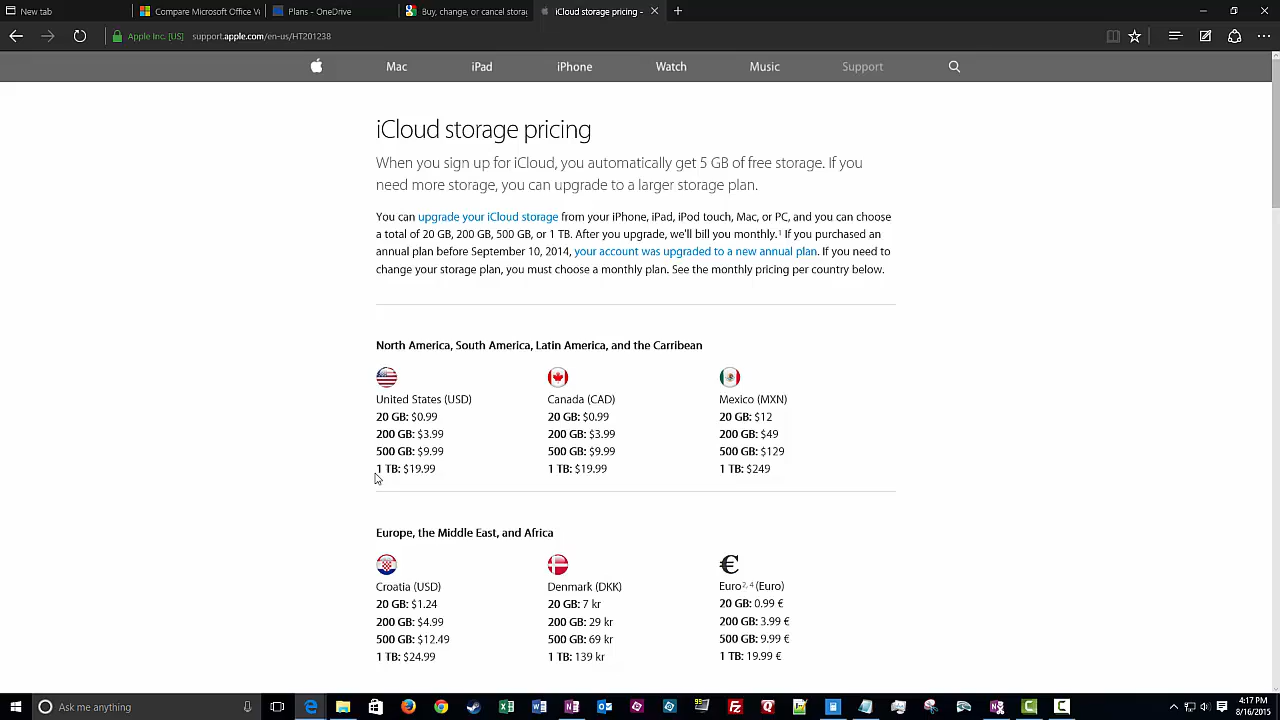 New tab
Compare Microsoft Office V
Plans - OneDrive
Buy, change, or cancel storag
iCloud storage pricing -
Apple Inc. [US]
support.apple.com/en-us/HT201238
Mac
iPad
iPhone
Watch
Music
Support
iCloud storage pricing
When you sign up for iCloud, you automatically get 5 GB of free storage. If you
need more storage, you can upgrade to a larger storage plan.
You can upgrade your iCloud storage from your iPhone, iPad, iPod touch, Mac, or PC, and you can choose
a total of 20 GB, 200 GB, 500 GB, or 1 TB. After you upgrade, we'll bill you monthly.¹ If you purchased an
annual plan before September 10, 2014, your account was upgraded to a new annual plan. If you need to
change your storage plan, you must choose a monthly plan. See the monthly pricing per country below.
North America, South America, Latin America, and the Carribean
United States (USD)
20 GB: $0.99
200 GB: $3.99
500 GB: $9.99
1 TB: $19.99
Canada (CAD)
20 GB: $0.99
200 GB: $3.99
500 GB: $9.99
1 TB: $19.99
Mexico (MXN)
20 GB: $12
200 GB: $49
500 GB: $129
1 TB: $249
Europe, the Middle East, and Africa
Croatia (USD)
20 GB: $1.24
200 GB: $4.99
500 GB: $12.49
1 TB: $24.99
Denmark (DKK)
20 GB: 7 kr
200 GB: 29 kr
500 GB: 69 kr
1 TB: 139 kr
Euro²˒ ⁴ (Euro)
20 GB: 0.99 €
200 GB: 3.99 €
500 GB: 9.99 €
1 TB: 19.99 €
Ask me anything
4:17 PM
8/16/2015